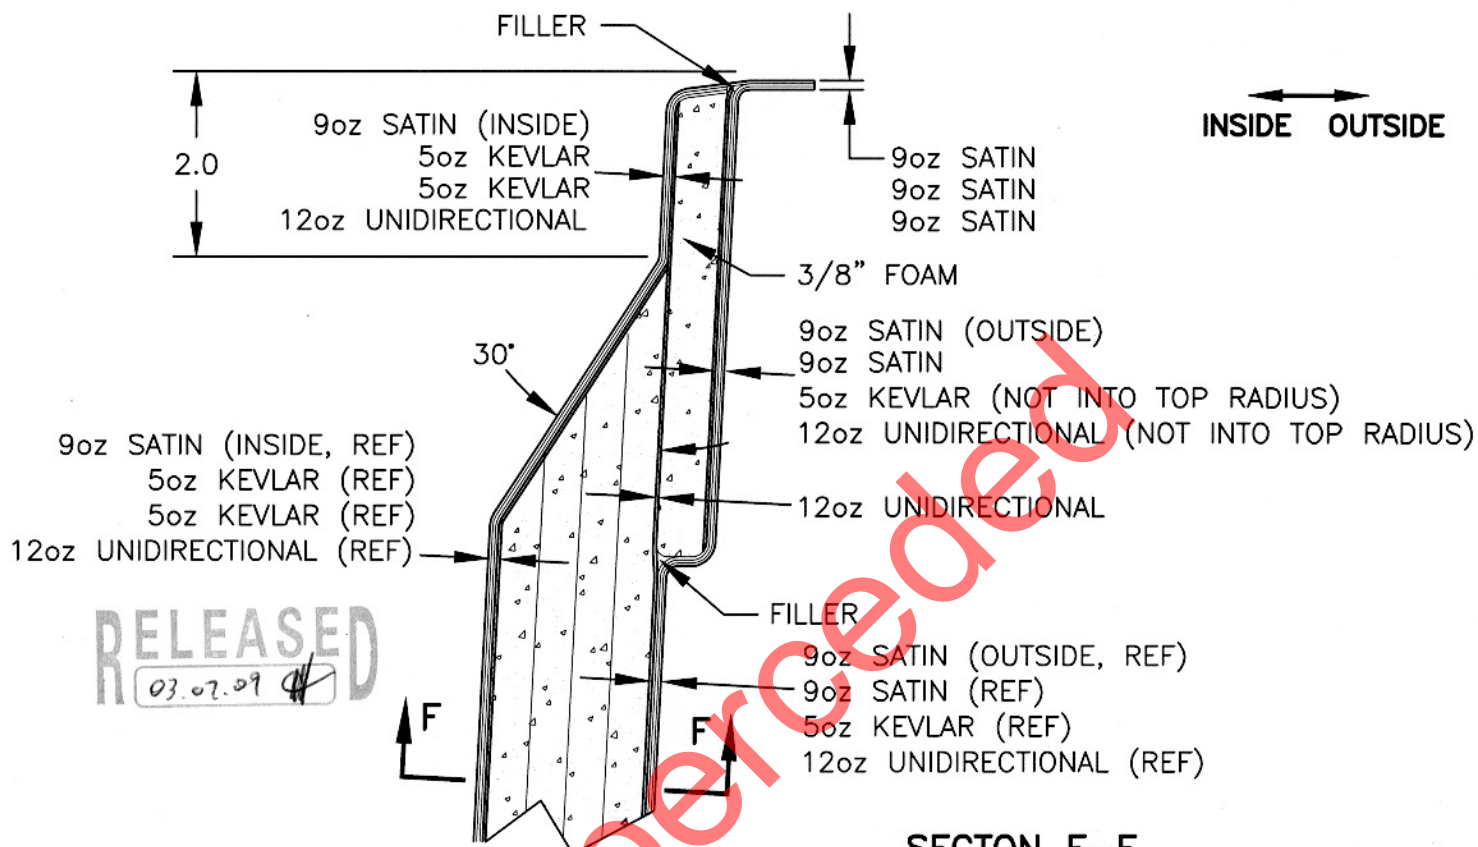 FILLER
INSIDE OUTSIDE
9oz SATIN (INSIDE)
5oz KEVLAR
5oz KEVLAR
12oz UNIDIRECTIONAL
2.0
9oz SATIN
9oz SATIN
9oz SATIN
3/8" FOAM
9oz SATIN (OUTSIDE)
9oz SATIN
5oz KEVLAR (NOT INTO TOP RADIUS)
12oz UNIDIRECTIONAL (NOT INTO TOP RADIUS)
30°
9oz SATIN (INSIDE, REF)
5oz KEVLAR (REF)
5oz KEVLAR (REF)
12oz UNIDIRECTIONAL (REF)
12oz UNIDIRECTIONAL
FILLER
RELEASED
03.07.09
9oz SATIN (OUTSIDE, REF)
9oz SATIN (REF)
5oz KEVLAR (REF)
12oz UNIDIRECTIONAL (REF)
F
F
perceded